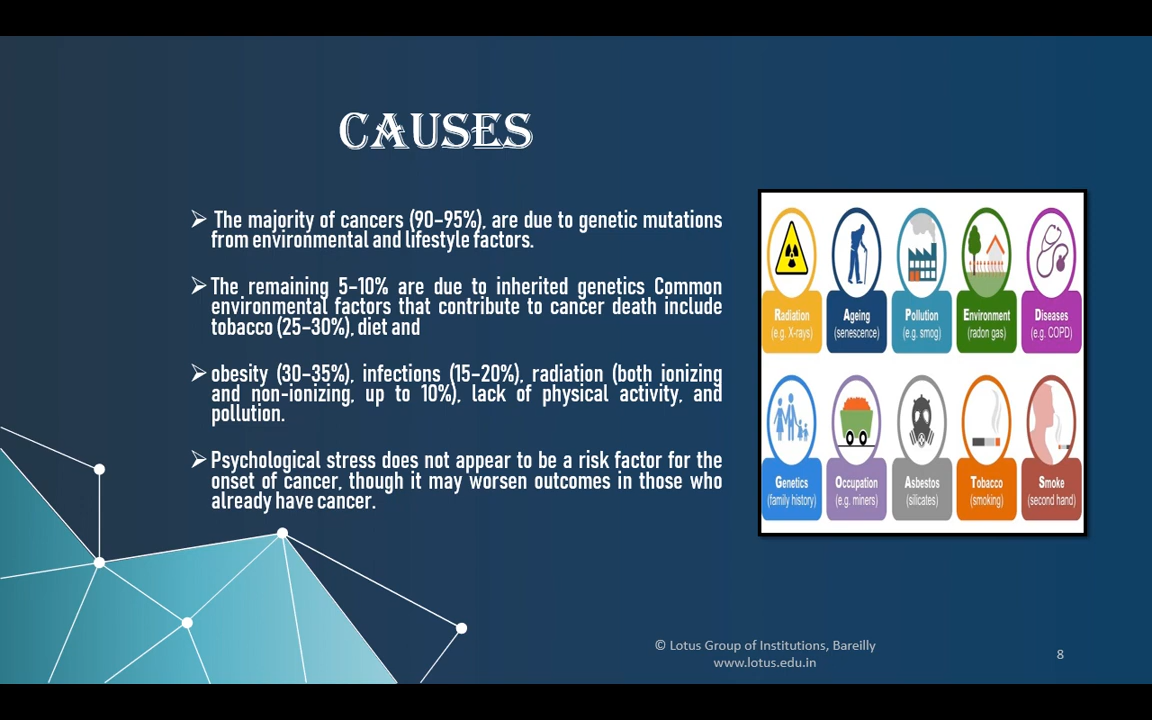 CAUSES
➢ The majority of cancers (90-95%), are due to genetic mutations
from environmental and lifestyle factors.
➢ The remaining 5-10% are due to inherited genetics Common
environmental factors that contribute to cancer death include
tobacco (25-30%), diet and
➢ obesity (30-35%), infections (15-20%), radiation (both ionizing
and non-ionizing, up to 10%), lack of physical activity, and
pollution.
➢ Psychological stress does not appear to be a risk factor for the
onset of cancer, though it may worsen outcomes in those who
already have cancer.
Radiation
(e.g. X-rays)
Ageing
(senescence)
Pollution
(e.g. smog)
Environment
(radon gas)
Diseases
(e.g. COPD)
Genetics
(family history)
Occupation
(e.g. miners)
Asbestos
(silicates)
Tobacco
(smoking)
Smoke
(second hand)
© Lotus Group of Institutions, Bareilly
www.lotus.edu.in
8